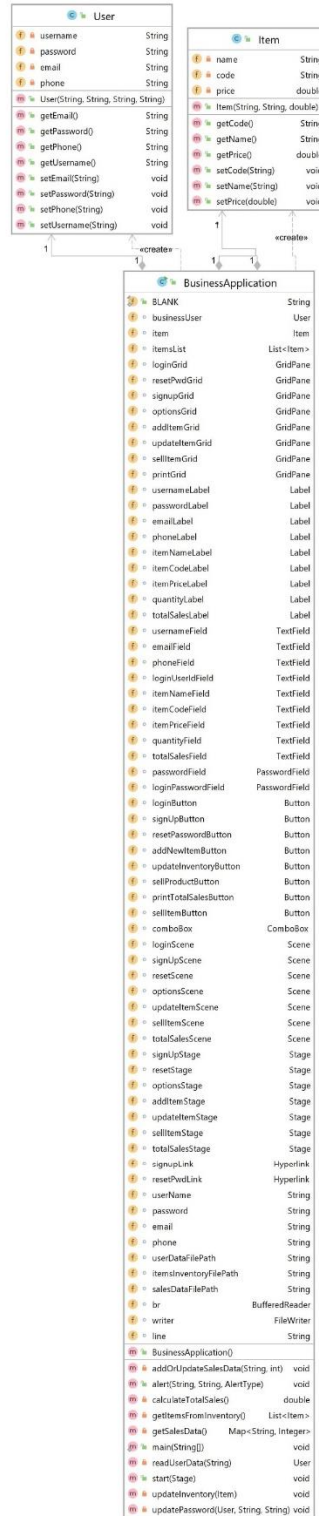 User
username String
password String
email String
phone String
User(String, String, String, String)
getEmail() String
getPassword() String
getPhone() String
getUsername() String
setEmail(String) void
setPassword(String) void
setPhone(String) void
setUsername(String) void
Item
name String
code String
price double
Item(String, String, double)
getCode() String
getName() String
getPrice() double
setCode(String) void
setName(String) void
setPrice(double) void
1 «create» 1 «create»
1 1 1
BusinessApplication
BLANK String
businessUser User
item Item
itemsList List<Item>
loginGrid GridPane
resetPwdGrid GridPane
signupGrid GridPane
optionsGrid GridPane
addItemGrid GridPane
updateItemGrid GridPane
sellItemGrid GridPane
printGrid GridPane
usernameLabel Label
passwordLabel Label
emailLabel Label
phoneLabel Label
itemNameLabel Label
itemCodeLabel Label
itemPriceLabel Label
quantityLabel Label
totalSalesLabel Label
usernameField TextField
emailField TextField
phoneField TextField
loginUserIdField TextField
itemNameField TextField
itemCodeField TextField
itemPriceField TextField
quantityField TextField
totalSalesField TextField
passwordField PasswordField
loginPasswordField PasswordField
loginButton Button
signUpButton Button
resetPasswordButton Button
addNewItemButton Button
updateInventoryButton Button
sellProductButton Button
printTotalSalesButton Button
sellItemButton Button
comboBox ComboBox
loginScene Scene
signUpScene Scene
resetScene Scene
optionsScene Scene
updateItemScene Scene
sellItemScene Scene
totalSalesScene Scene
signUpStage Stage
resetStage Stage
optionsStage Stage
addItemStage Stage
updateItemStage Stage
sellItemStage Stage
totalSalesStage Stage
signupLink Hyperlink
resetPwdLink Hyperlink
userName String
password String
email String
phone String
userDataFilePath String
itemsInventoryFilePath String
salesDataFilePath String
br BufferedReader
writer FileWriter
line String
BusinessApplication()
addOrUpdateSalesData(String, int) void
alert(String, String, AlertType) void
calculateTotalSales() double
getItemsFromInventory() List<Item>
getSalesData() Map<String, Integer>
main(String[]) void
readUserData(String) User
start(Stage) void
updateInventory(Item) void
updatePassword(User, String, String) void